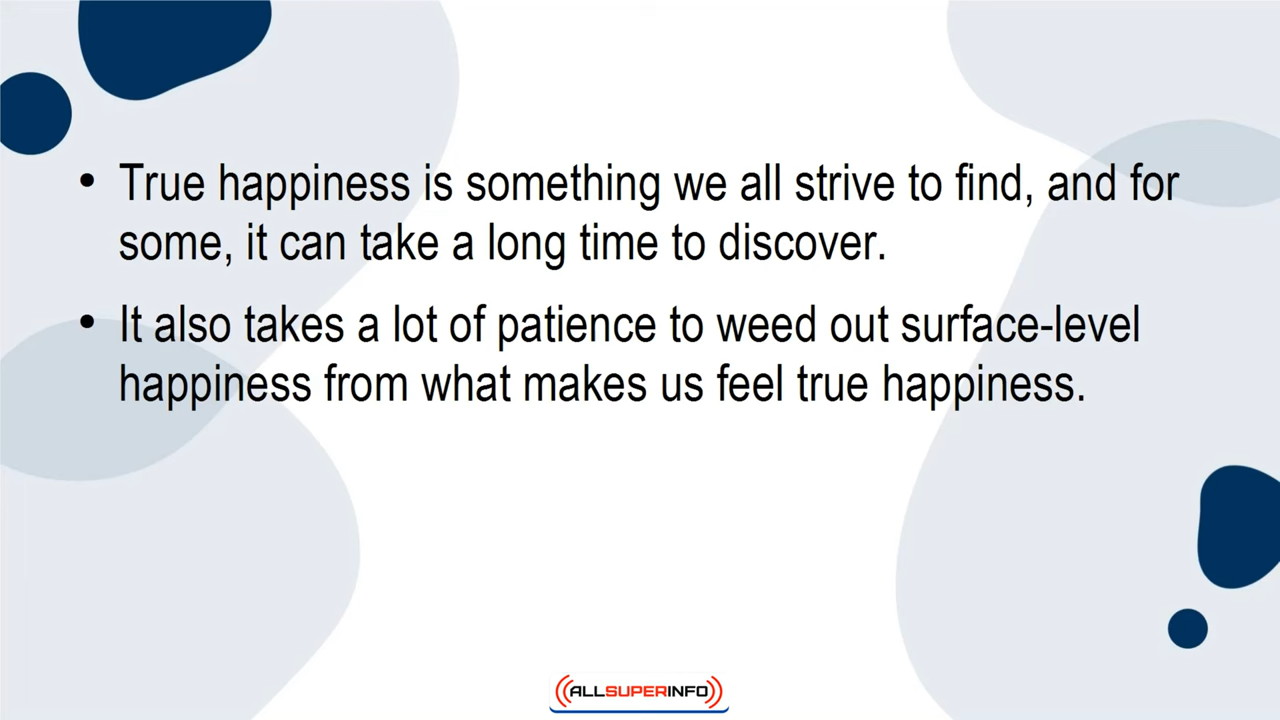 • True happiness is something we all strive to find, and for
some, it can take a long time to discover.
• It also takes a lot of patience to weed out surface-level
happiness from what makes us feel true happiness.
ALLSUPERINFO